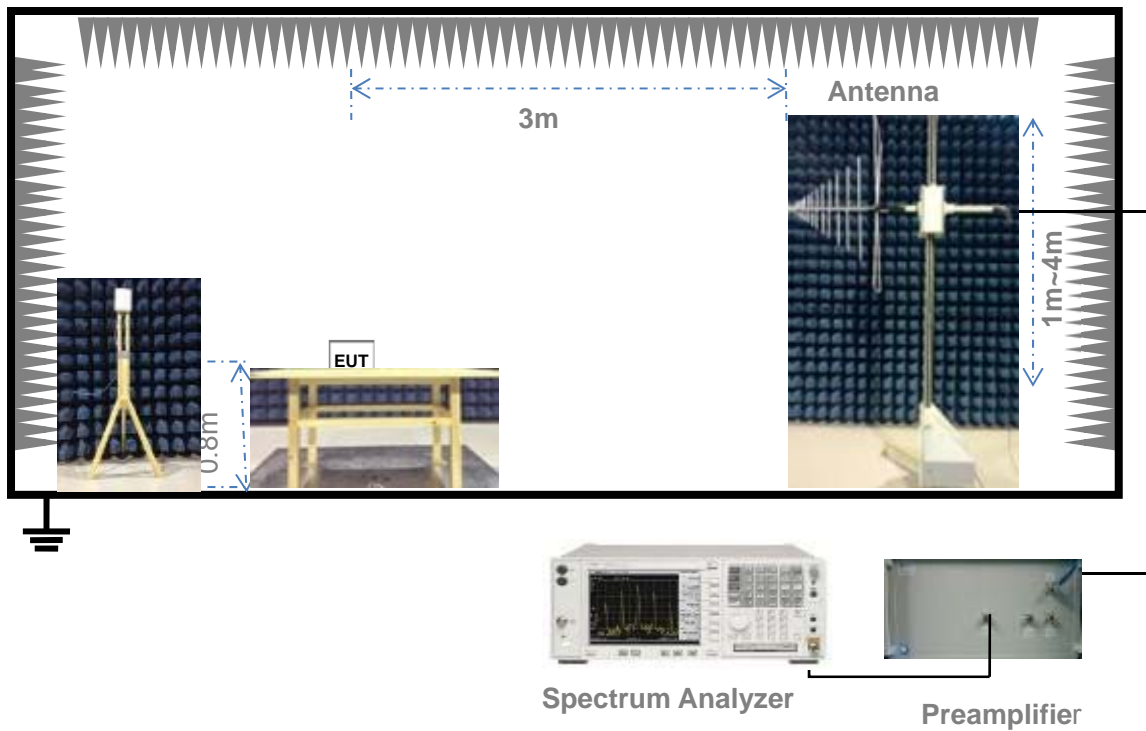 Antenna
3m
1m~4m
EUT
0.8m
Spectrum Analyzer
Preamplifier